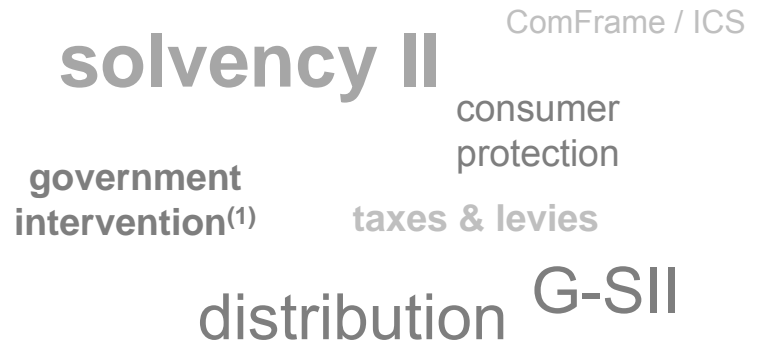 ComFrame / ICS
solvency II
consumer
protection
government
intervention(1)
taxes & levies
G-SII
distribution